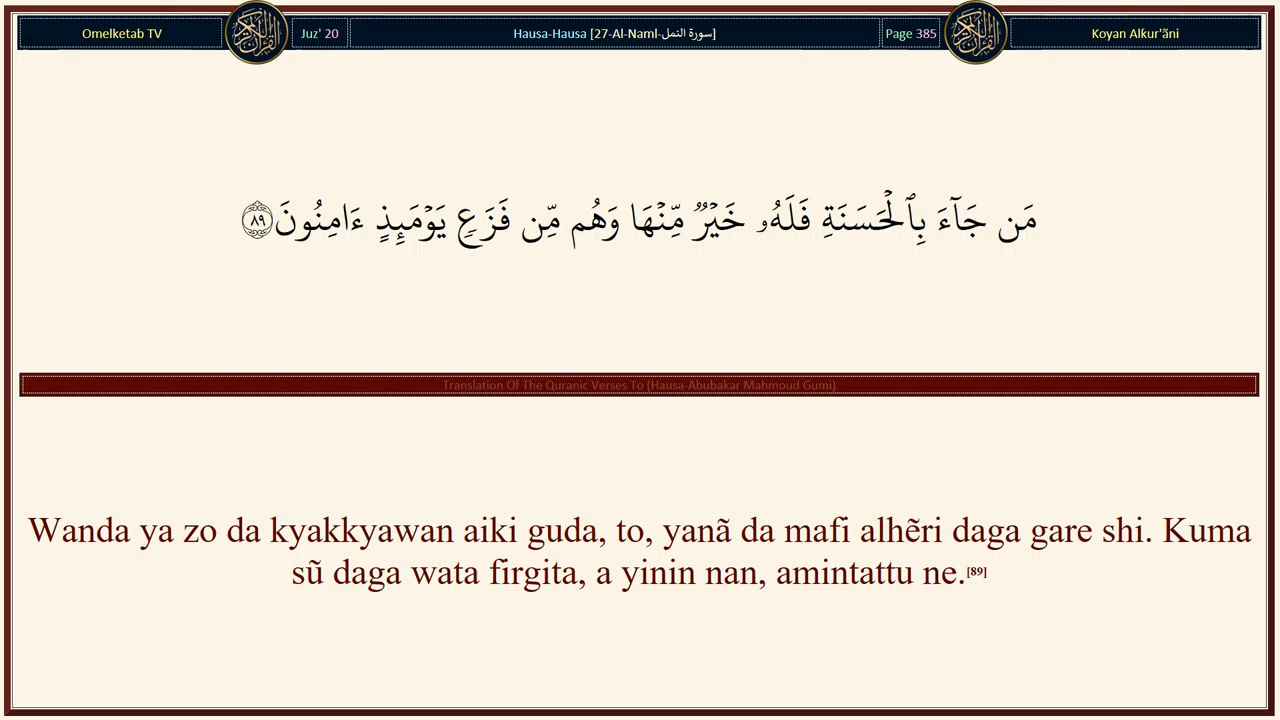 Omelketab TV
Juz' 20
Hausa-Hausa [27-Al-Naml-سورة النمل]
Page 385
Koyan Alƙur'ãni
مَن جَآءَ بِٱلْحَسَنَةِ فَلَهُۥ خَيْرٌ مِّنْهَا وَهُم مِّن فَزَعٍ يَوْمَئِذٍ ءَامِنُونَ ٨٩
Translation Of The Quranic Verses To (Hausa-Abubakar Mahmoud Gumi)
Wanda ya zo da kyakkyawan aiki guda, to, yanã da mafi alhẽri daga gare shi. Kuma
sũ daga wata firgita, a yinin nan, amintattu ne.[89]